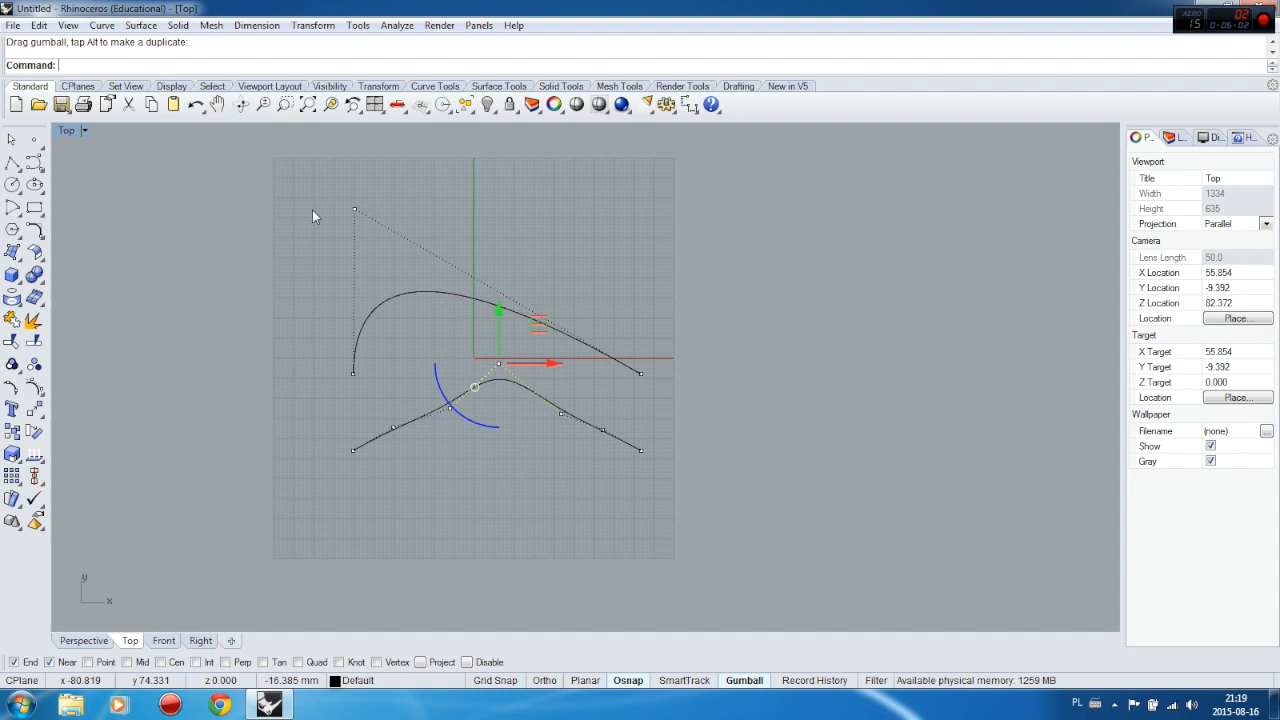 Untitled - Rhinoceros (Educational) - [Top]
File Edit View Curve Surface Solid Mesh Dimension Transform Tools Analyze Render Panels Help
AERO 15 02 0:06:02
Drag gumball, tap Alt to make a duplicate:
Command:
Standard CPlanes Set View Display Select Viewport Layout Visibility Transform Curve Tools Surface Tools Solid Tools Mesh Tools Render Tools Drafting New in V5
Top
P... L... Di... H...
Viewport
Title Top
Width 1334
Height 635
Projection Parallel
Camera
Lens Length 50.0
X Location 55.854
Y Location -9.392
Z Location 82.372
Location Place...
Target
X Target 55.854
Y Target -9.392
Z Target 0.000
Location Place...
Wallpaper
Filename (none) ...
Show
Gray
y
x
Perspective Top Front Right
End Near Point Mid Cen Int Perp Tan Quad Knot Vertex Project Disable
CPlane x -80.819 y 74.331 z 0.000 -16.385 mm Default Grid Snap Ortho Planar Osnap SmartTrack Gumball Record History Filter Available physical memory: 1259 MB
PL 21:19
2015-08-16